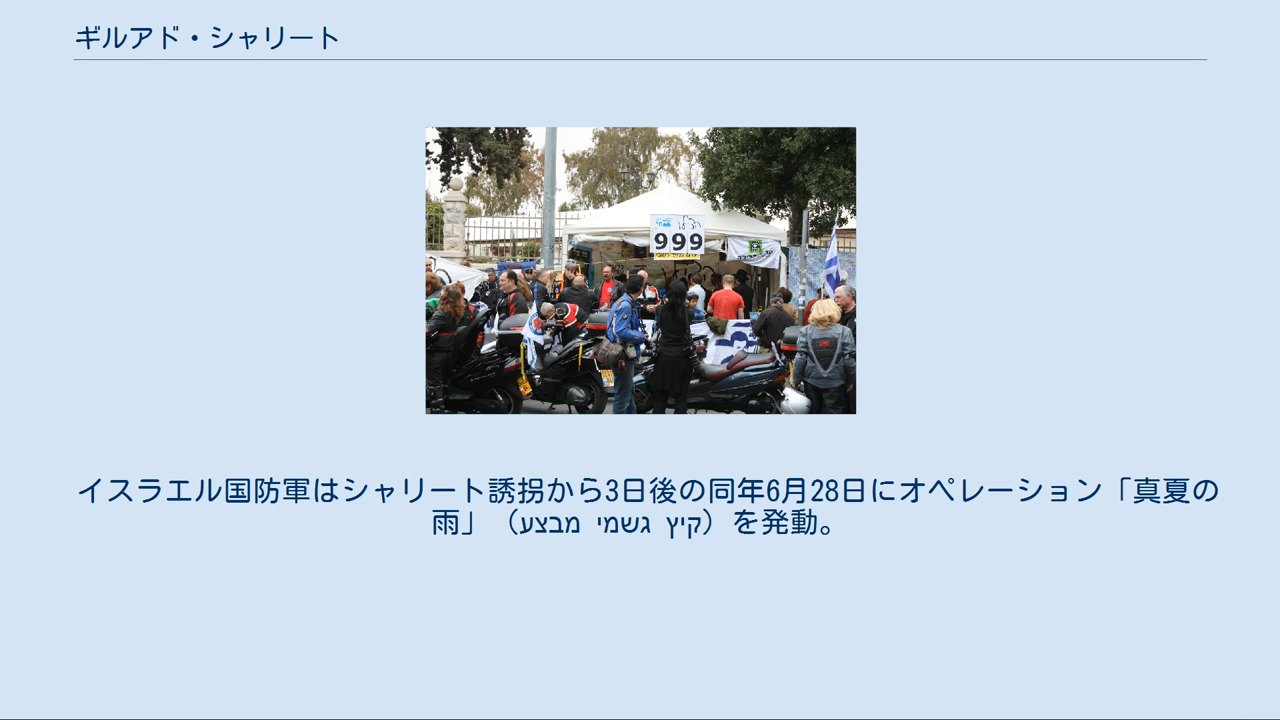 ギルアド・シャリート
999
イスラエル国防軍はシャリート誘拐から3日後の同年6月28日にオペレーション「真夏の
雨」（מבצע גשמי קיץ）を発動。